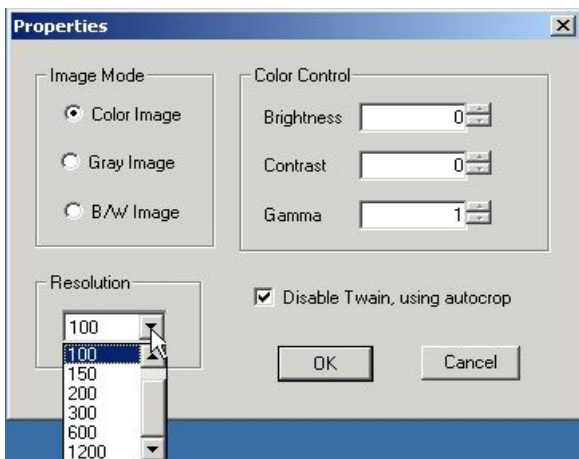 Properties
Image Mode
Color Image
Gray Image
B/W Image
Color Control
Brightness 0
Contrast 0
Gamma 1
Resolution
100
100
150
200
300
600
1200
Disable Twain, using autocrop
OK
Cancel